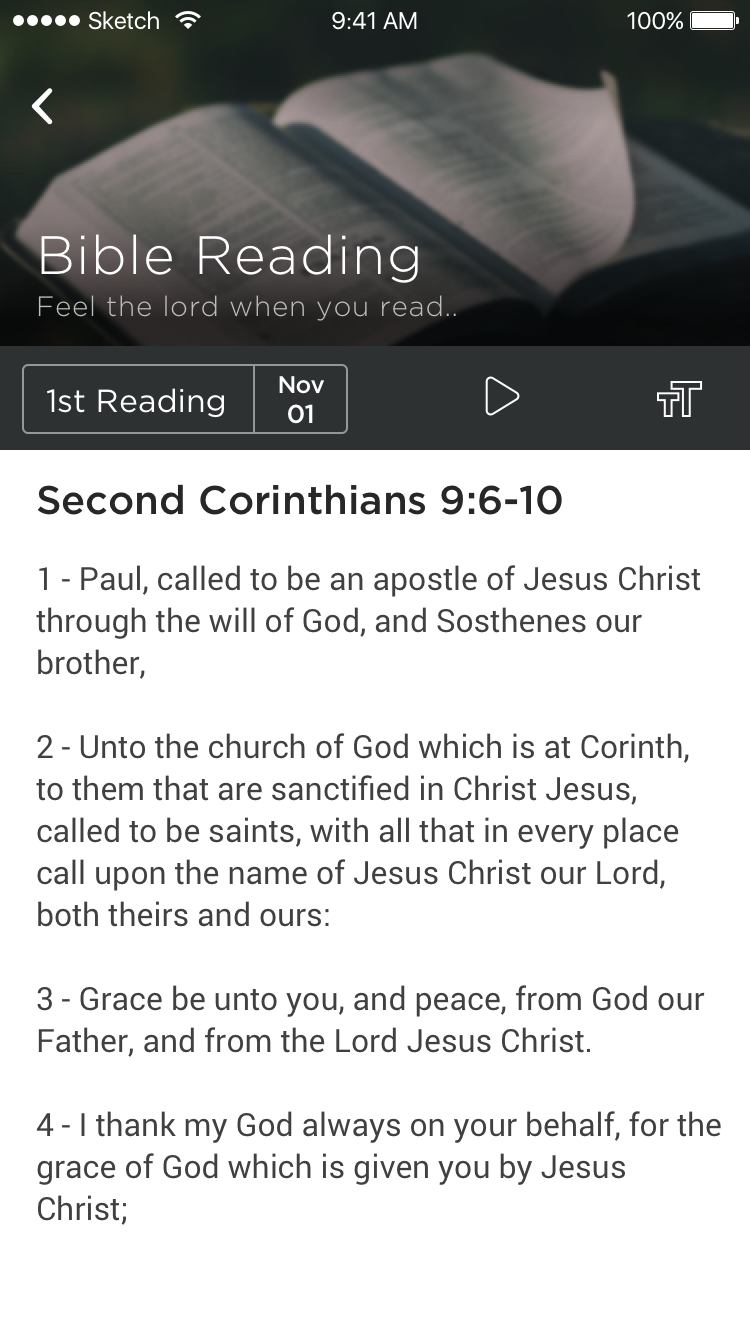 Sketch 9:41 AM 100%
Bible Reading
Feel the lord when you read..
1st Reading Nov 01
TT
Second Corinthians 9:6-10
1 - Paul, called to be an apostle of Jesus Christ
through the will of God, and Sosthenes our
brother,
2 - Unto the church of God which is at Corinth,
to them that are sanctified in Christ Jesus,
called to be saints, with all that in every place
call upon the name of Jesus Christ our Lord,
both theirs and ours:
3 - Grace be unto you, and peace, from God our
Father, and from the Lord Jesus Christ.
4 - I thank my God always on your behalf, for the
grace of God which is given you by Jesus
Christ;